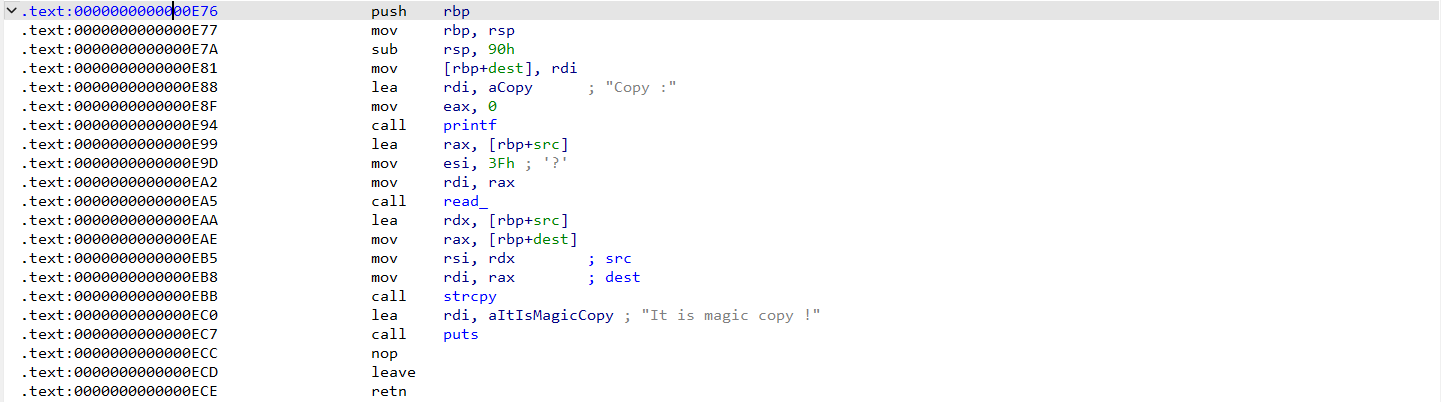 .text:0000000000000E76 push rbp
.text:0000000000000E77 mov rbp, rsp
.text:0000000000000E7A sub rsp, 90h
.text:0000000000000E81 mov [rbp+dest], rdi
.text:0000000000000E88 lea rdi, aCopy ; "Copy :"
.text:0000000000000E8F mov eax, 0
.text:0000000000000E94 call printf
.text:0000000000000E99 lea rax, [rbp+src]
.text:0000000000000E9D mov esi, 3Fh ; '?'
.text:0000000000000EA2 mov rdi, rax
.text:0000000000000EA5 call read_
.text:0000000000000EAA lea rdx, [rbp+src]
.text:0000000000000EAE mov rax, [rbp+dest]
.text:0000000000000EB5 mov rsi, rdx ; src
.text:0000000000000EB8 mov rdi, rax ; dest
.text:0000000000000EBB call strcpy
.text:0000000000000EC0 lea rdi, aItIsMagicCopy ; "It is magic copy !"
.text:0000000000000EC7 call puts
.text:0000000000000ECC nop
.text:0000000000000ECD leave
.text:0000000000000ECE retn